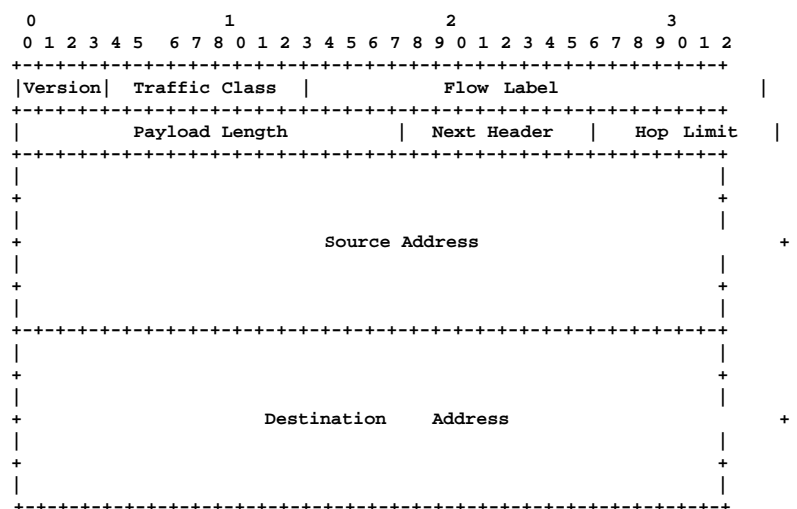 0 1 2 3
0 1 2 3 4 5 6 7 8 0 1 2 3 4 5 6 7 8 9 0 1 2 3 4 5 6 7 8 9 0 1 2
+-+-+-+-+-+-+-+-+-+-+-+-+-+-+-+-+-+-+-+-+-+-+-+-+-+-+-+-+-+-+-+-+
|Version| Traffic Class | Flow Label |
+-+-+-+-+-+-+-+-+-+-+-+-+-+-+-+-+-+-+-+-+-+-+-+-+-+-+-+-+-+-+-+-+
| Payload Length | Next Header | Hop Limit |
+-+-+-+-+-+-+-+-+-+-+-+-+-+-+-+-+-+-+-+-+-+-+-+-+-+-+-+-+-+-+-+-+
| |
+ +
| |
+ Source Address +
| |
+ +
| |
+-+-+-+-+-+-+-+-+-+-+-+-+-+-+-+-+-+-+-+-+-+-+-+-+-+-+-+-+-+-+-+-+
| |
+ +
| |
+ Destination Address +
| |
+ +
| |
+-+-+-+-+-+-+-+-+-+-+-+-+-+-+-+-+-+-+-+-+-+-+-+-+-+-+-+-+-+-+-+-+